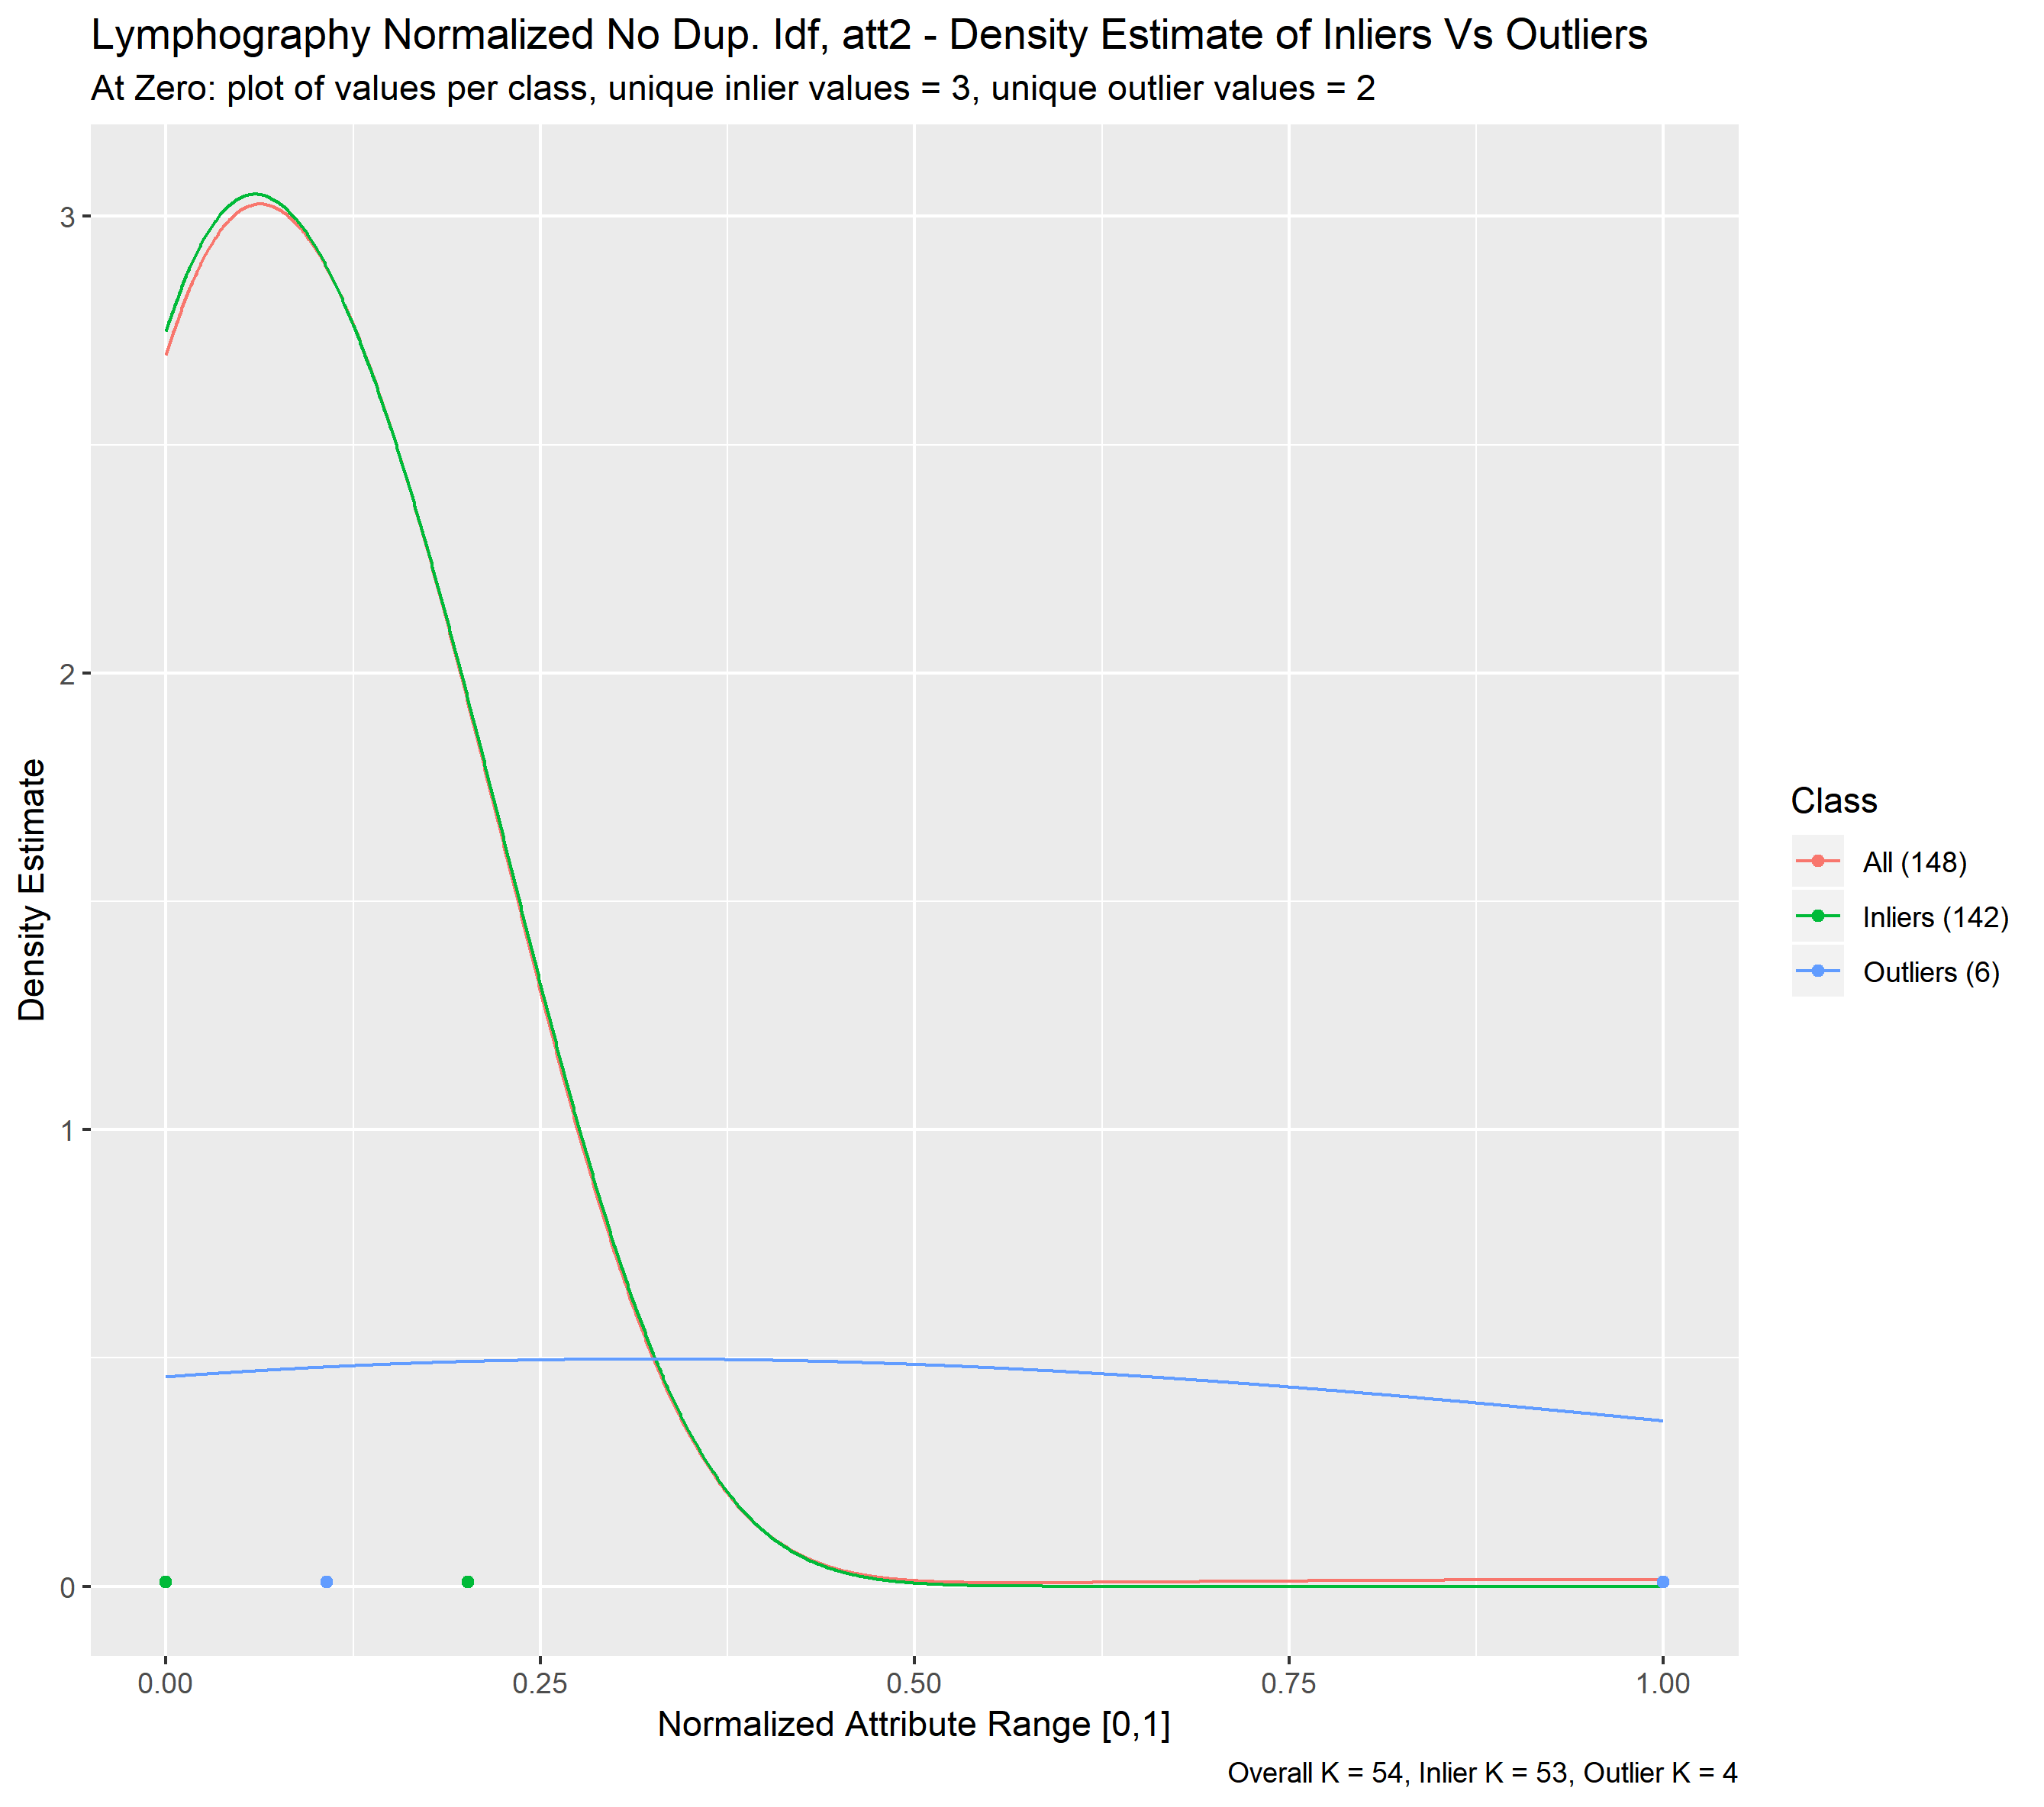 Lymphography Normalized No Dup. Idf, att2 - Density Estimate of Inliers Vs Outliers
At Zero: plot of values per class, unique inlier values = 3, unique outlier values = 2
3
2
1
0
Density Estimate
0.00
0.25
0.50
0.75
1.00
Normalized Attribute Range [0,1]
Class
All (148)
Inliers (142)
Outliers (6)
Overall K = 54, Inlier K = 53, Outlier K = 4